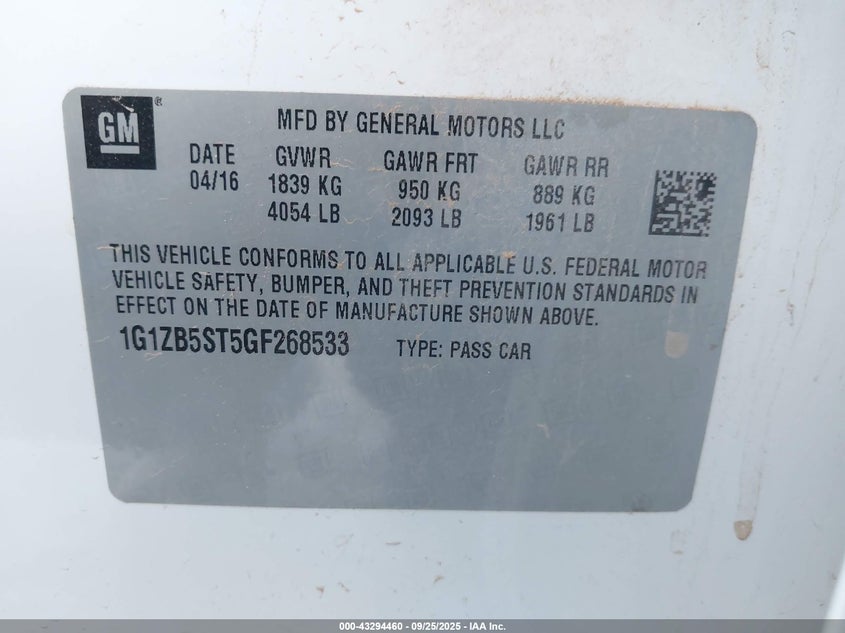 GM
®
MFD BY GENERAL MOTORS LLC
DATE GVWR GAWR FRT GAWR RR
04/16 1839 KG 950 KG 889 KG
4054 LB 2093 LB 1961 LB
THIS VEHICLE CONFORMS TO ALL APPLICABLE U.S. FEDERAL MOTOR
VEHICLE SAFETY, BUMPER, AND THEFT PREVENTION STANDARDS IN
EFFECT ON THE DATE OF MANUFACTURE SHOWN ABOVE.
1G1ZB5ST5GF268533 TYPE: PASS CAR
000-43294460 - 09/25/2025 - IAA Inc.